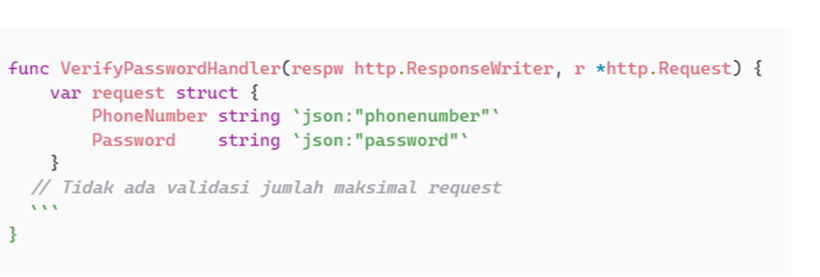 func VerifyPasswordHandler(respw http.ResponseWriter, r *http.Request) {
    var request struct {
        PhoneNumber string `json:"phonenumber"`
        Password    string `json:"password"`
    }
  // Tidak ada validasi jumlah maksimal request
  ```
}